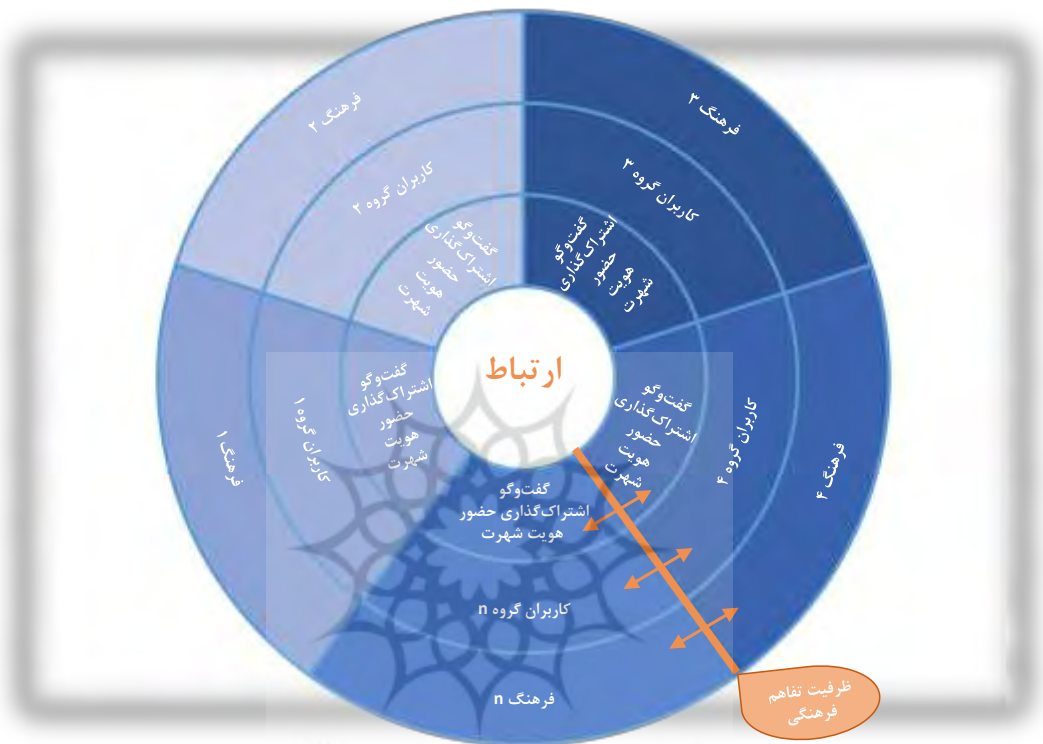 فرهنگ ۲
کاربران گروه ۲
گفت‌وگو
اشتراک‌گذاری
حضور
هویت
شهرت
فرهنگ ۳
کاربران گروه ۳
گفت‌وگو
اشتراک‌گذاری
حضور
هویت
شهرت
ارتباط
فرهنگ ۱
کاربران گروه ۱
گفت‌وگو
اشتراک‌گذاری
حضور
هویت
شهرت
گفت‌وگو
اشتراک‌گذاری
حضور
هویت
شهرت
کاربران گروه ۴
فرهنگ ۴
گفت‌وگو
اشتراک‌گذاری حضور
هویت شهرت
کاربران گروه n
فرهنگ n
ظرفیت تفاهم
فرهنگی